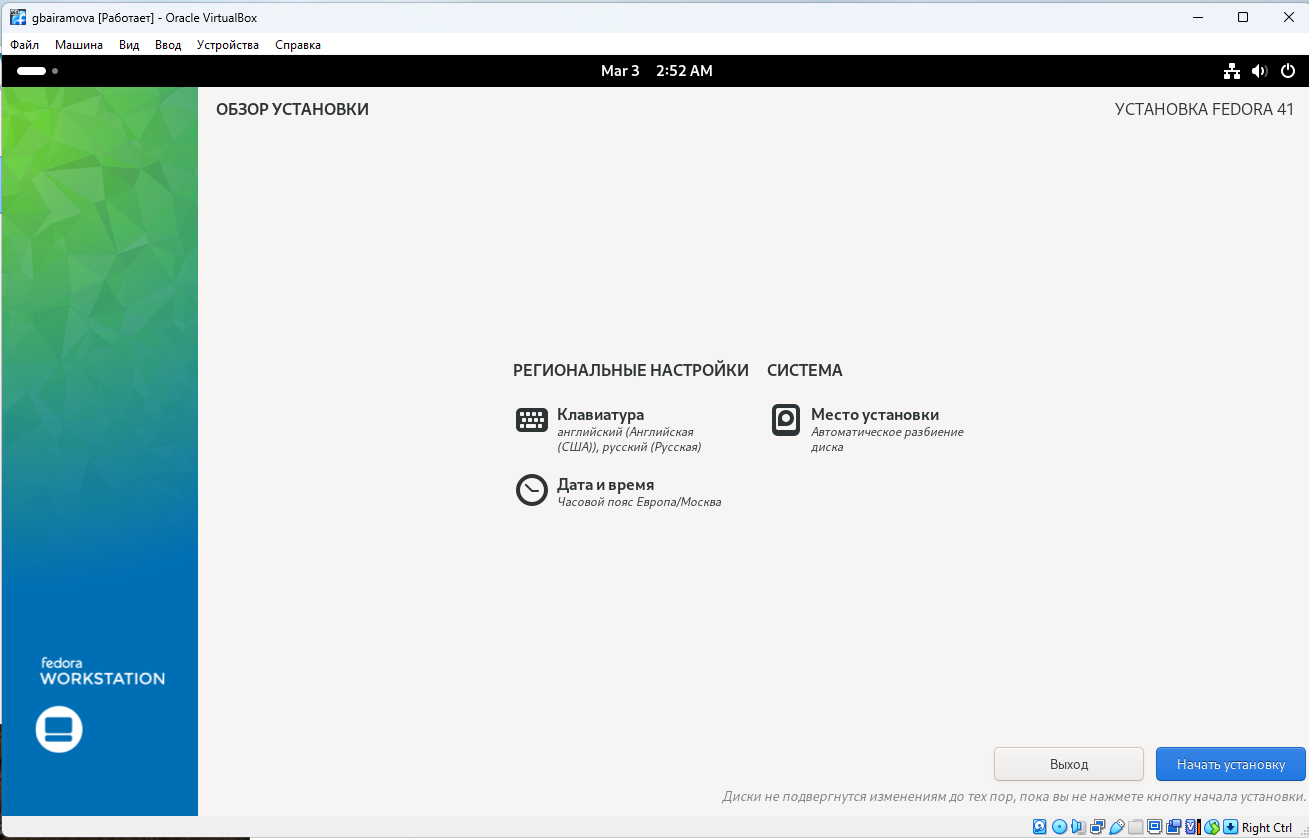 gbairamova [Работает] - Oracle VirtualBox
Файл Машина Вид Ввод Устройства Справка
Mar 3 2:52 AM
ОБЗОР УСТАНОВКИ
УСТАНОВКА FEDORA 41
РЕГИОНАЛЬНЫЕ НАСТРОЙКИ
Клавиатура
английский (Английская
(США)), русский (Русская)
Дата и время
Часовой пояс Европа/Москва
СИСТЕМА
Место установки
Автоматическое разбиение
диска
fedora
WORKSTATION
Выход
Начать установку
Диски не подвергнутся изменениям до тех пор, пока вы не нажмете кнопку начала установки.
Right Ctrl